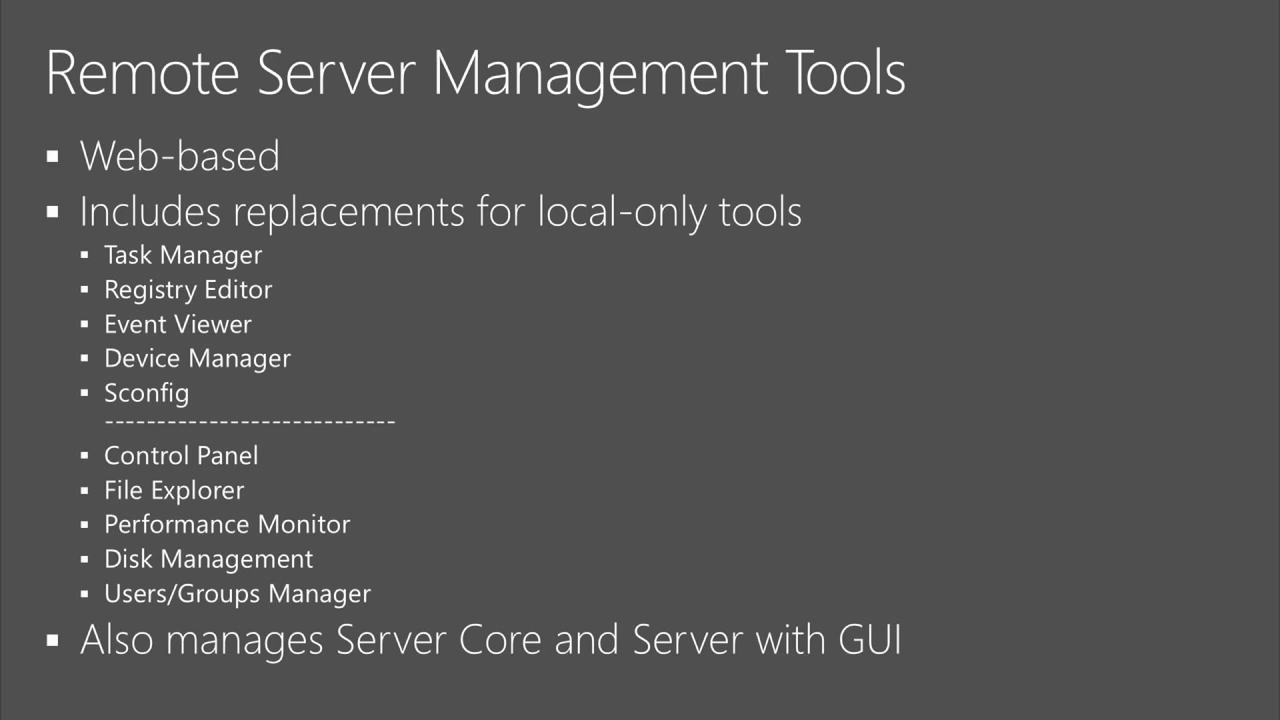 Remote Server Management Tools
▪ Web-based
▪ Includes replacements for local-only tools
▪ Task Manager
▪ Registry Editor
▪ Event Viewer
▪ Device Manager
▪ Sconfig
----------------------------
▪ Control Panel
▪ File Explorer
▪ Performance Monitor
▪ Disk Management
▪ Users/Groups Manager
▪ Also manages Server Core and Server with GUI